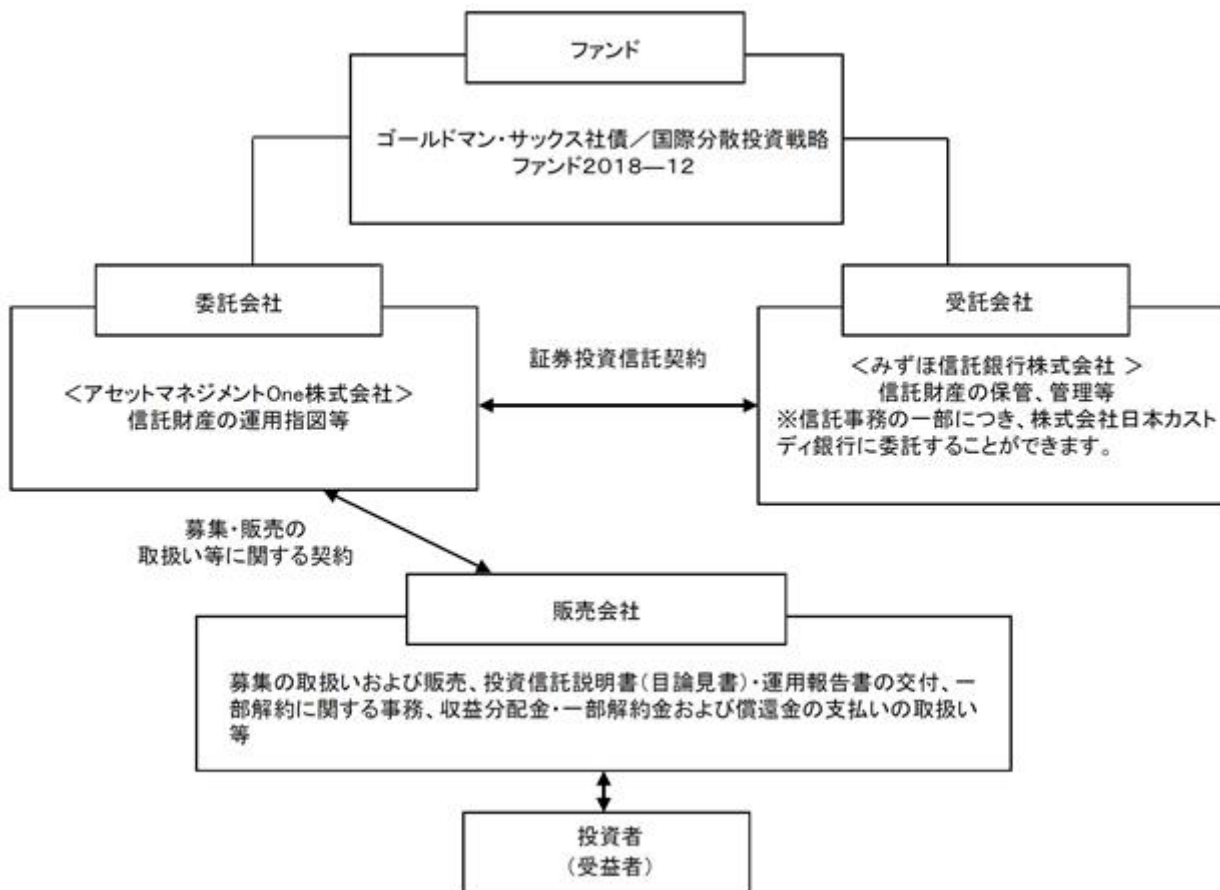 ファンド
ゴールドマン・サックス社債／国際分散投資戦略
ファンド2018―12
委託会社
＜アセットマネジメントOne株式会社＞
信託財産の運用指図等
証券投資信託契約
受託会社
＜みずほ信託銀行株式会社 ＞
信託財産の保管、管理等
※信託事務の一部につき、株式会社日本カスト
ディ銀行に委託することができます。
募集・販売の
取扱い等に関する契約
販売会社
募集の取扱いおよび販売、投資信託説明書（目論見書）・運用報告書の交付、一
部解約に関する事務、収益分配金・一部解約金および償還金の支払いの取扱い
等
投資者
（受益者）